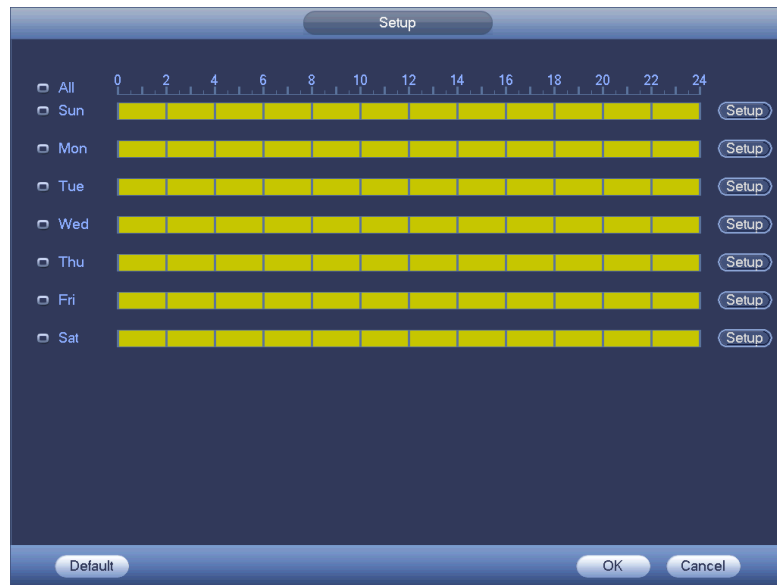 Setup
All 0 2 4 6 8 10 12 14 16 18 20 22 24
Sun Setup
Mon Setup
Tue Setup
Wed Setup
Thu Setup
Fri Setup
Sat Setup
Default OK Cancel